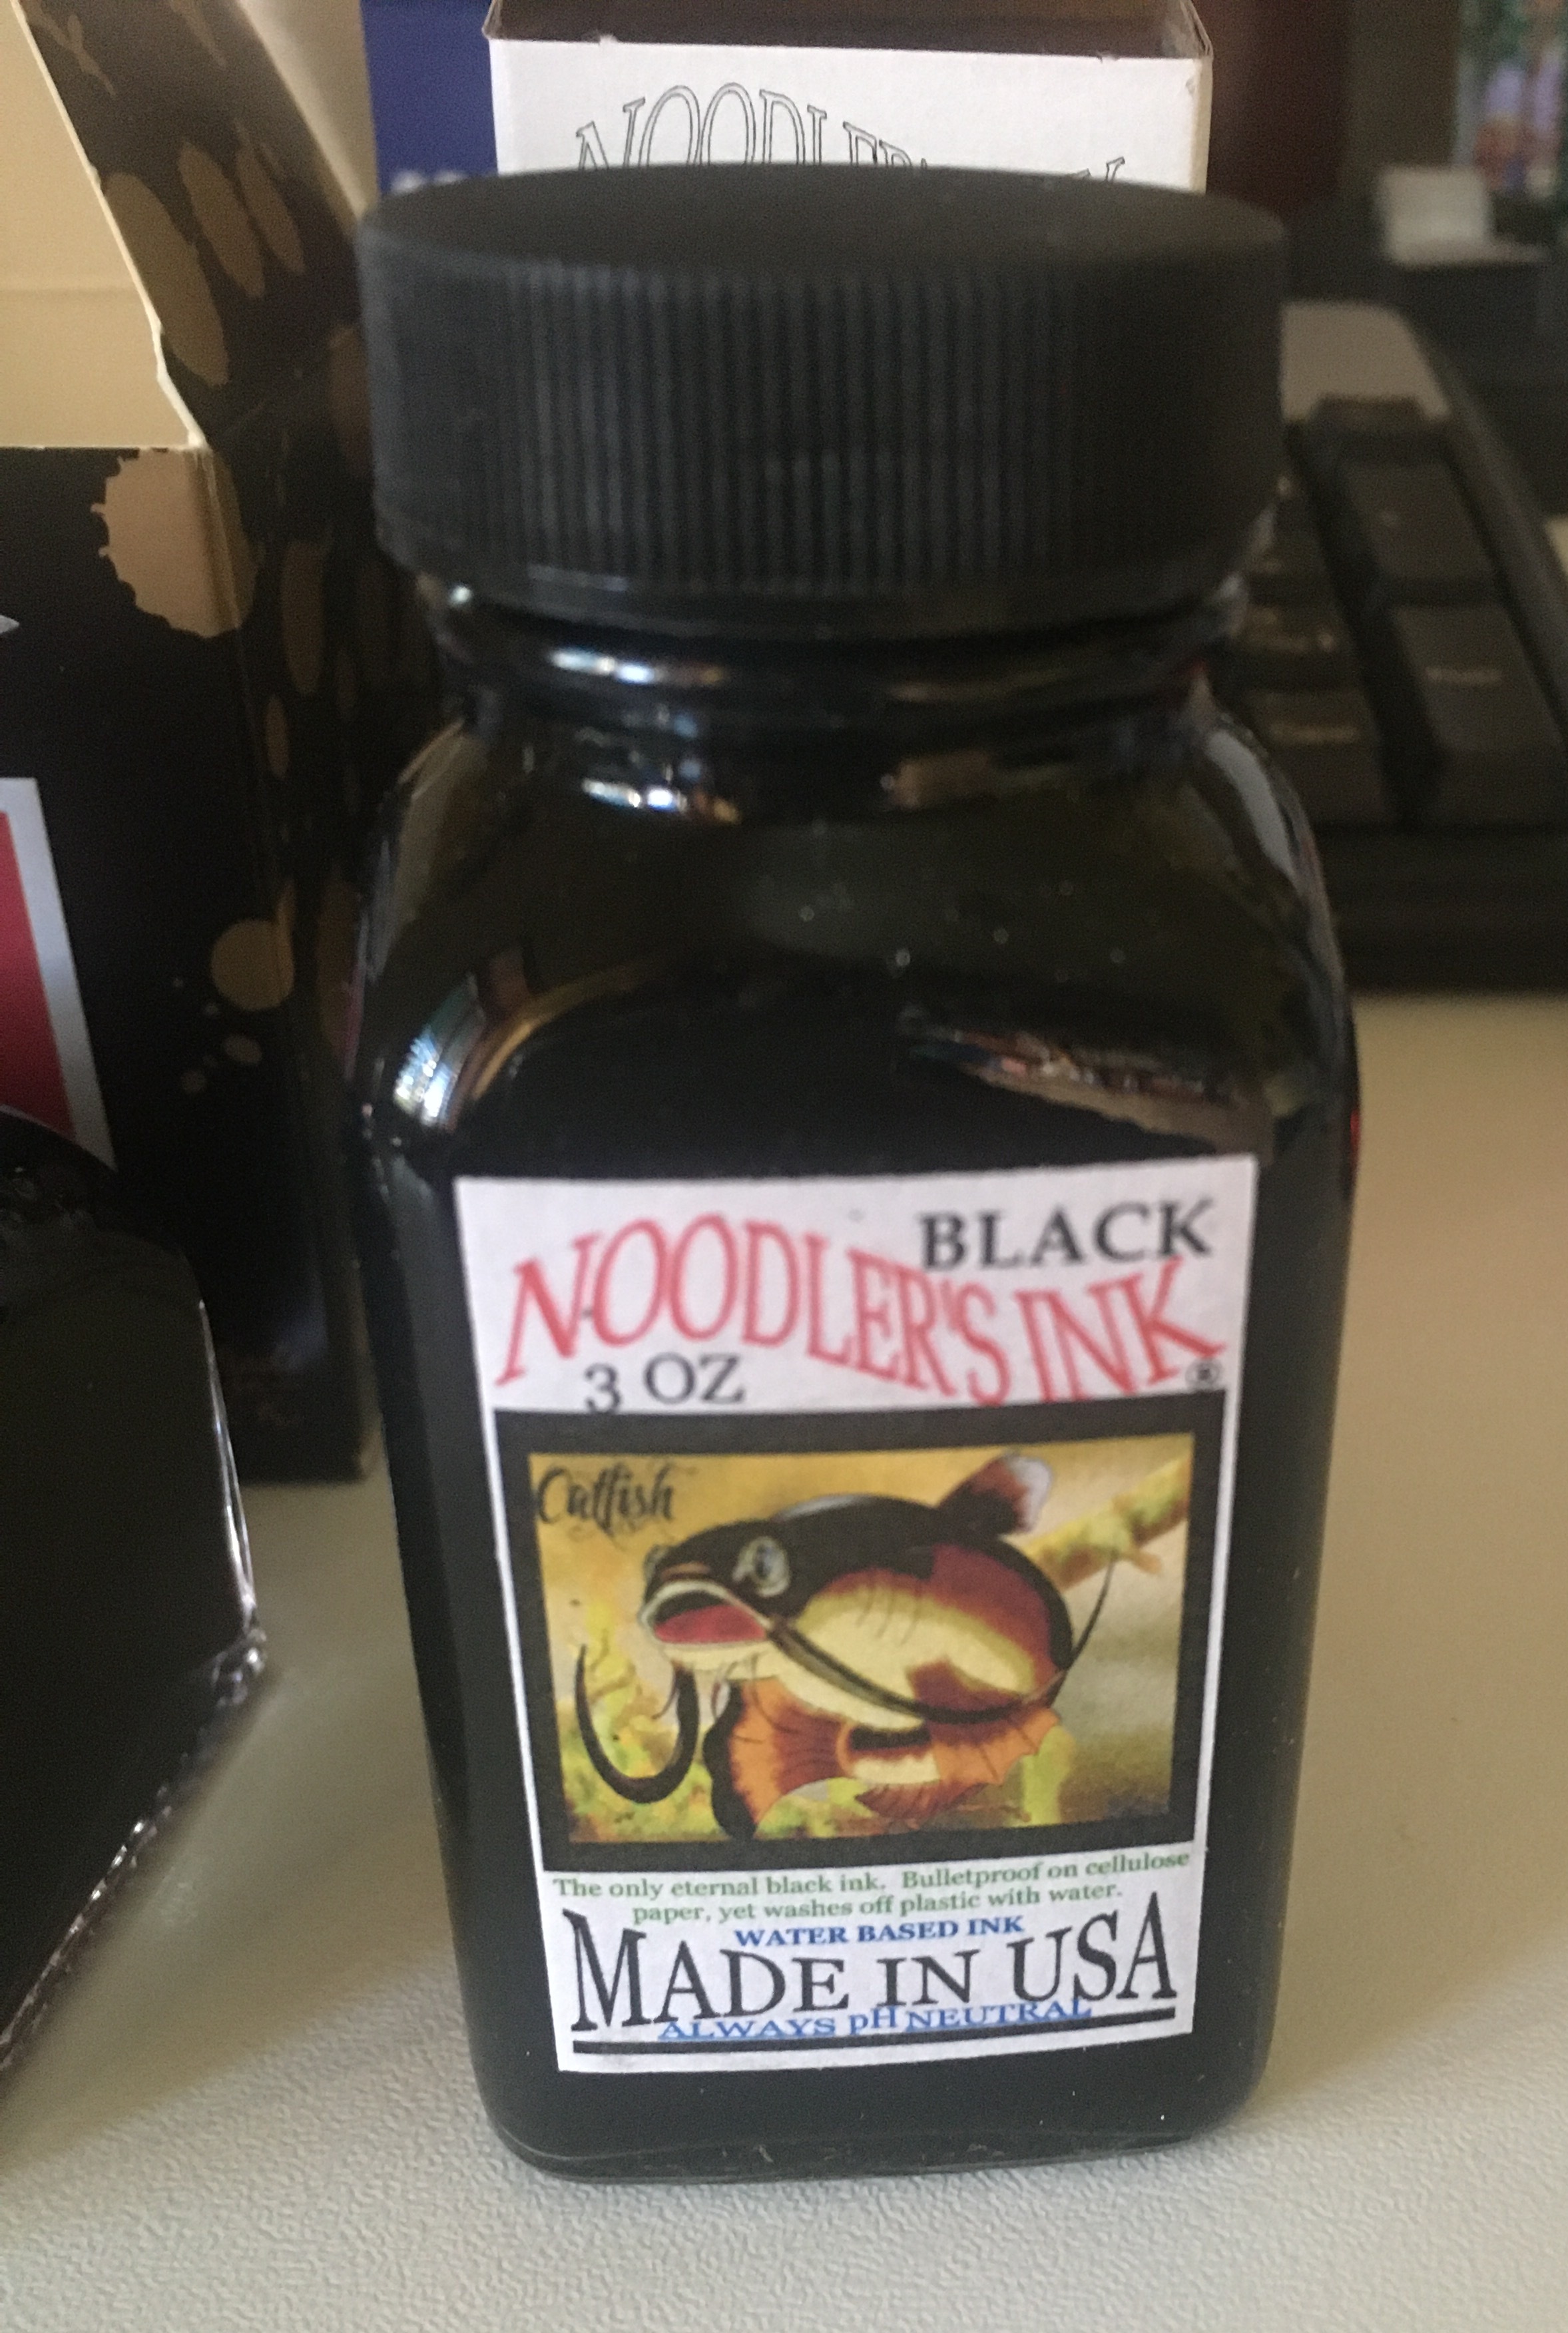 NOODLER'S INK
BLACK
NOODLER'S INK
®
3 OZ
Catfish
The only eternal black ink. Bulletproof on cellulose
paper, yet washes off plastic with water.
WATER BASED INK
MADE IN USA
ALWAYS pH NEUTRAL